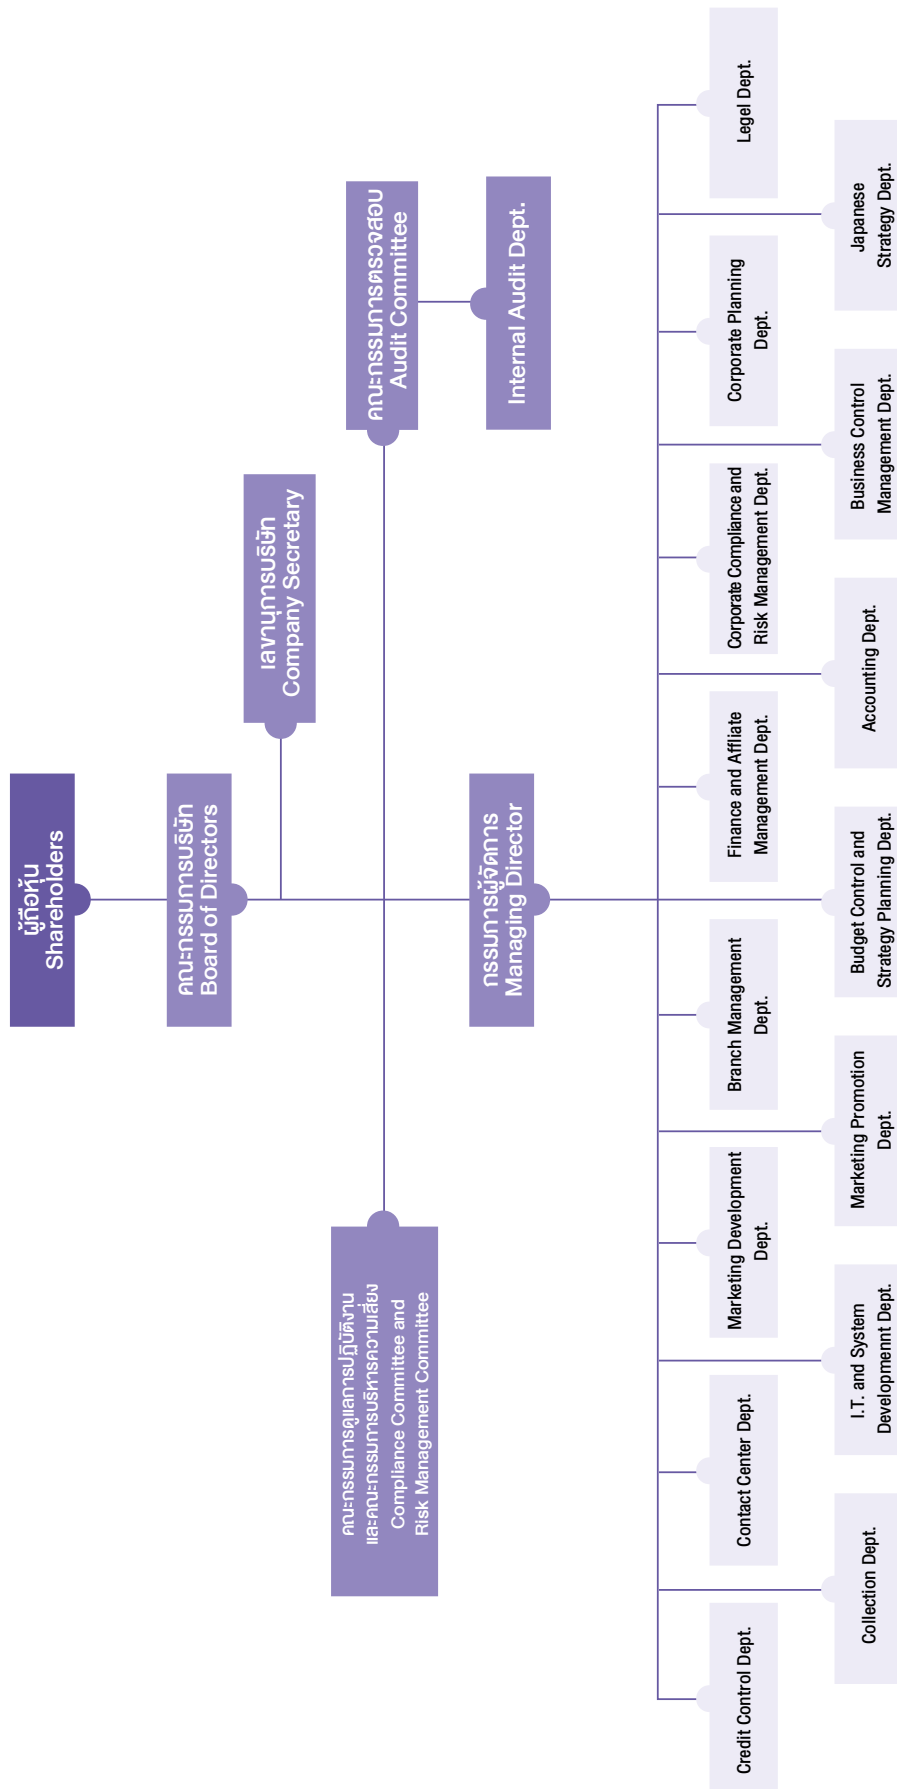 ผู้ถือหุ้น
Shareholders
คณะกรรมการบริษัท
Board of Directors
เลขานุการบริษัท
Company Secretary
คณะกรรมการดูแลการปฏิบัติงาน
และคณะกรรมการบริหารความเสี่ยง
Compliance Committee and
Risk Management Committee
คณะกรรมการตรวจสอบ
Audit Committee
กรรมการผู้จัดการ
Managing Director
Internal Audit Dept.
Credit Control Dept.
Contact Center Dept.
Marketing Development
Dept.
Branch Management
Dept.
Finance and Affliate
Management Dept.
Corporate Compliance and
Risk Management Dept.
Corporate Planning
Dept.
Legel Dept.
Collection Dept.
I.T. and System
Developmennt Dept.
Marketing Promotion
Dept.
Budget Control and
Strategy Planning Dept.
Accounting Dept.
Business Control
Management Dept.
Japanese
Strategy Dept.